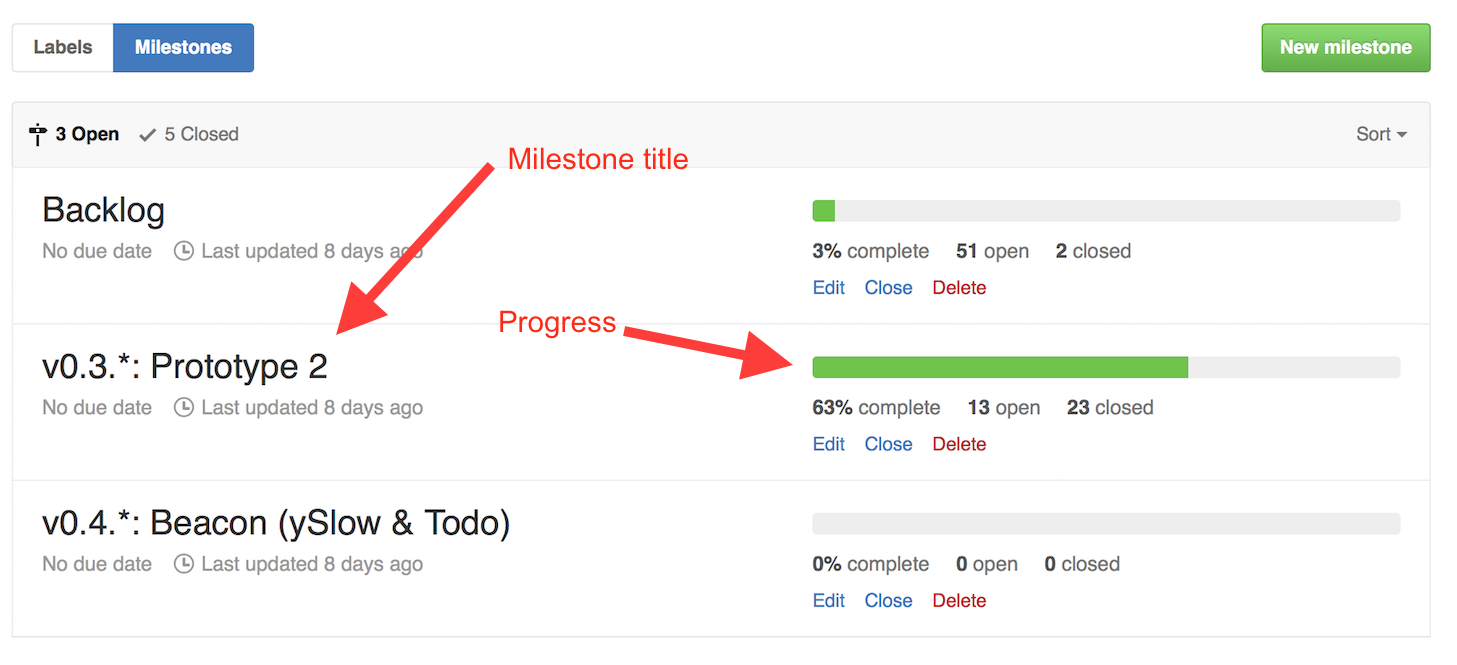 Labels Milestones New milestone
3 Open 5 Closed Sort
Milestone title
Backlog
No due date Last updated 8 days ago 3% complete 51 open 2 closed
Edit Close Delete
Progress
v0.3.*: Prototype 2
No due date Last updated 8 days ago 63% complete 13 open 23 closed
Edit Close Delete
v0.4.*: Beacon (ySlow & Todo)
No due date Last updated 8 days ago 0% complete 0 open 0 closed
Edit Close Delete